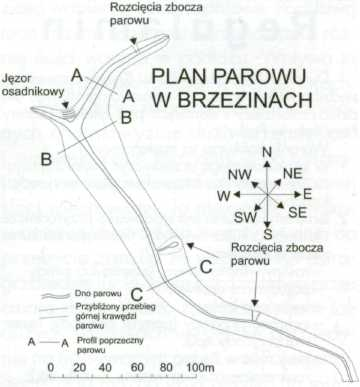 Rozcięcia zbocza
parowu
Jęzor
osadnikowy
PLAN PAROWU
W BRZEZINACH
A
A
B
B
N
NW
NE
W
E
SW
SE
S
Rozcięcia zbocza
parowu
C
C
Dno parowu
Przybliżony przebieg
górnej krawędzi
parowu
A
A
Profil poprzeczny
parowu
0 20 40 60 80 100m